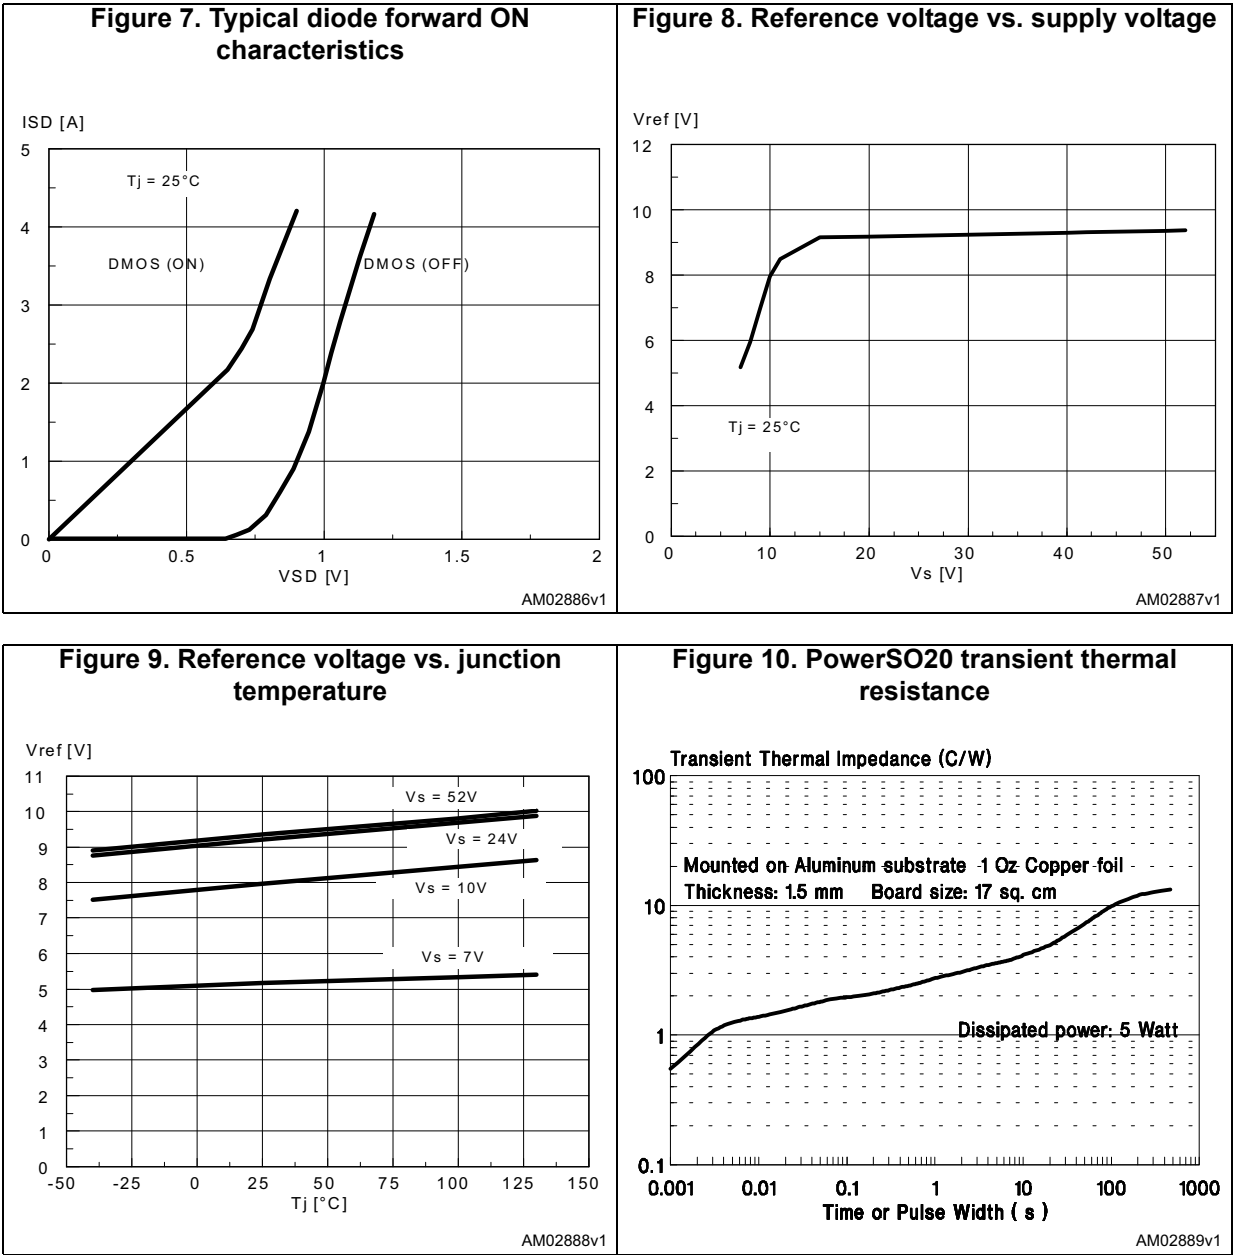 Figure 7. Typical diode forward ON
characteristics
ISD [A]
5
Tj = 25°C
4
DMOS (ON)
DMOS (OFF)
3
2
1
0
0
0.5
1
1.5
2
VSD [V]
AM02886v1
Figure 8. Reference voltage vs. supply voltage
Vref [V]
12
10
8
6
4
Tj = 25°C
2
0
0
10
20
30
40
50
Vs [V]
AM02887v1
Figure 9. Reference voltage vs. junction
temperature
Vref [V]
11
Vs = 52V
10
Vs = 24V
9
8
Vs = 10V
7
6
Vs = 7V
5
4
3
2
1
0
-50
-25
0
25
50
75
100
125
150
Tj [°C]
AM02888v1
Figure 10. PowerSO20 transient thermal
resistance
Transient Thermal Impedance (C/W)
100
Mounted on Aluminum substrate 1 Oz Copper foil
Thickness: 1.5 mm Board size: 17 sq. cm
10
Dissipated power: 5 Watt
1
0.1
0.001
0.01
0.1
1
10
100
1000
Time or Pulse Width ( s )
AM02889v1